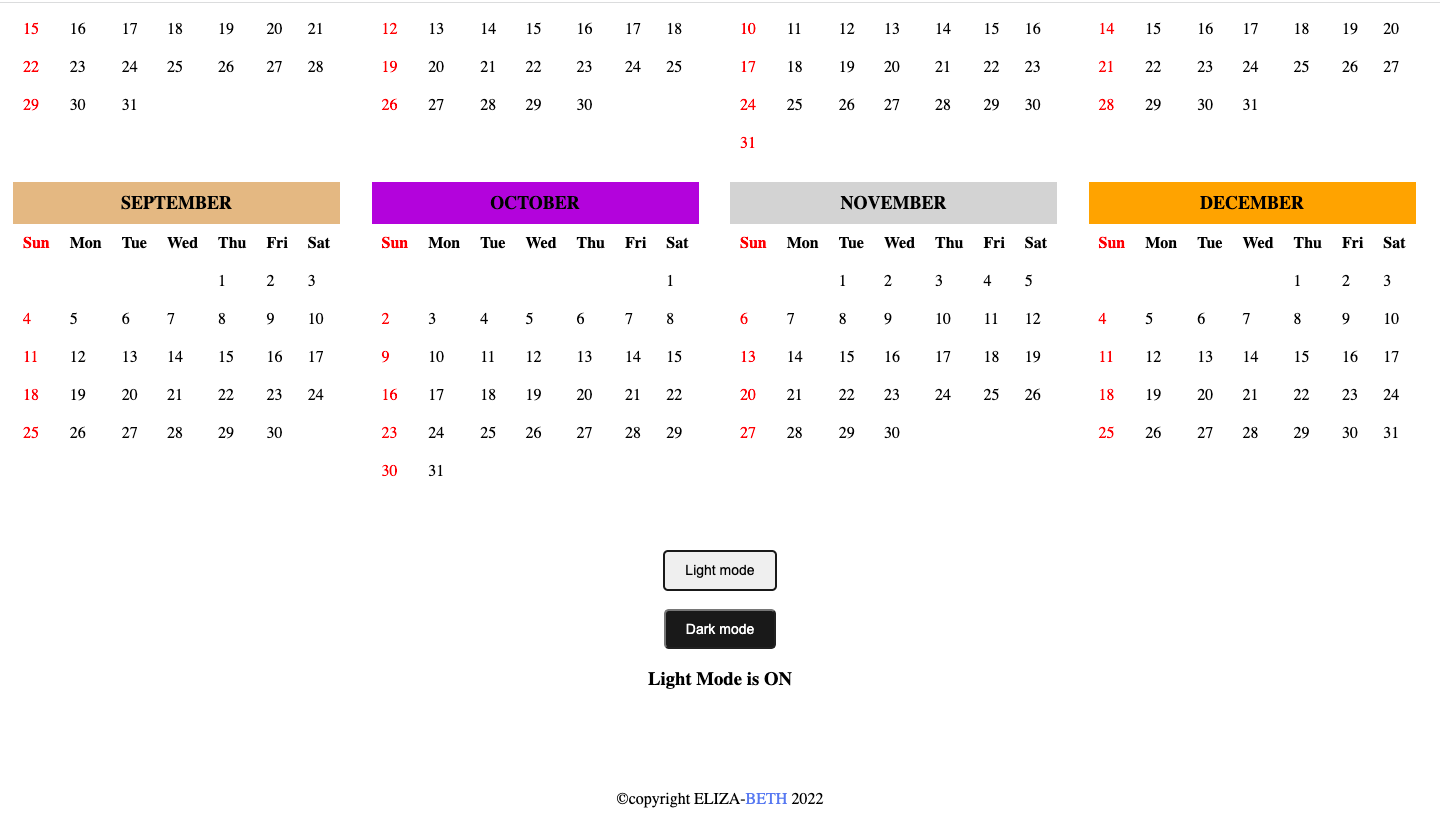 15 16 17 18 19 20 21 12 13 14 15 16 17 18 10 11 12 13 14 15 16 14 15 16 17 18 19 20
22 23 24 25 26 27 28 19 20 21 22 23 24 25 17 18 19 20 21 22 23 21 22 23 24 25 26 27
29 30 31 26 27 28 29 30 24 25 26 27 28 29 30 28 29 30 31
31
SEPTEMBER OCTOBER NOVEMBER DECEMBER
Sun Mon Tue Wed Thu Fri Sat Sun Mon Tue Wed Thu Fri Sat Sun Mon Tue Wed Thu Fri Sat Sun Mon Tue Wed Thu Fri Sat
1 2 3 1 1 2 3 4 5 1 2 3
4 5 6 7 8 9 10 2 3 4 5 6 7 8 6 7 8 9 10 11 12 4 5 6 7 8 9 10
11 12 13 14 15 16 17 9 10 11 12 13 14 15 13 14 15 16 17 18 19 11 12 13 14 15 16 17
18 19 20 21 22 23 24 16 17 18 19 20 21 22 20 21 22 23 24 25 26 18 19 20 21 22 23 24
25 26 27 28 29 30 23 24 25 26 27 28 29 27 28 29 30 25 26 27 28 29 30 31
30 31
Light mode
Dark mode
Light Mode is ON
©copyright ELIZA-BETH 2022